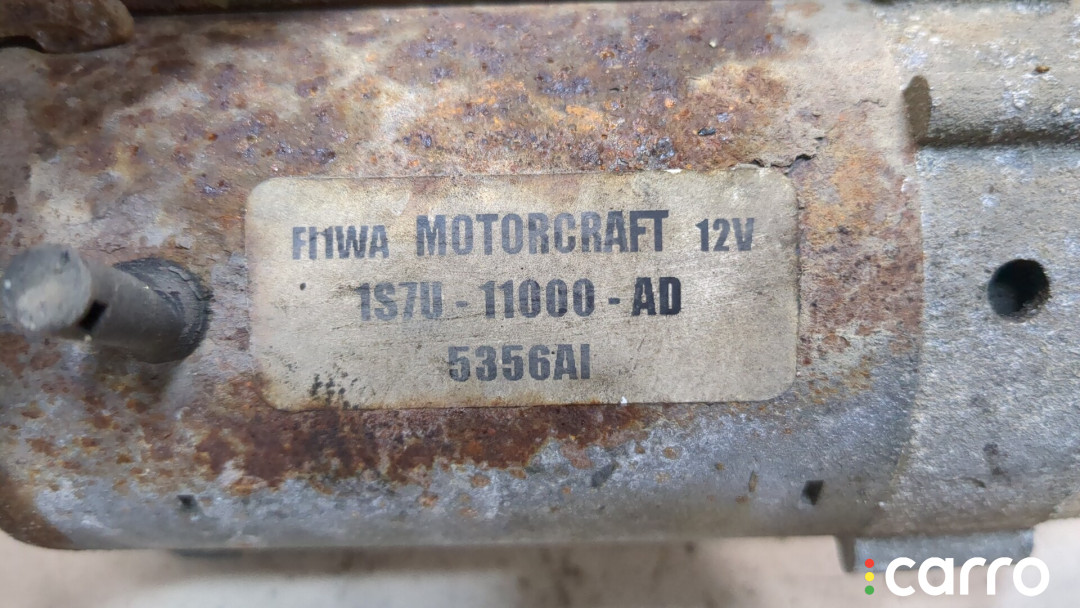 FI1WA MOTORCRAFT 12V
1S7U - 11000 - AD
5356AI
carro